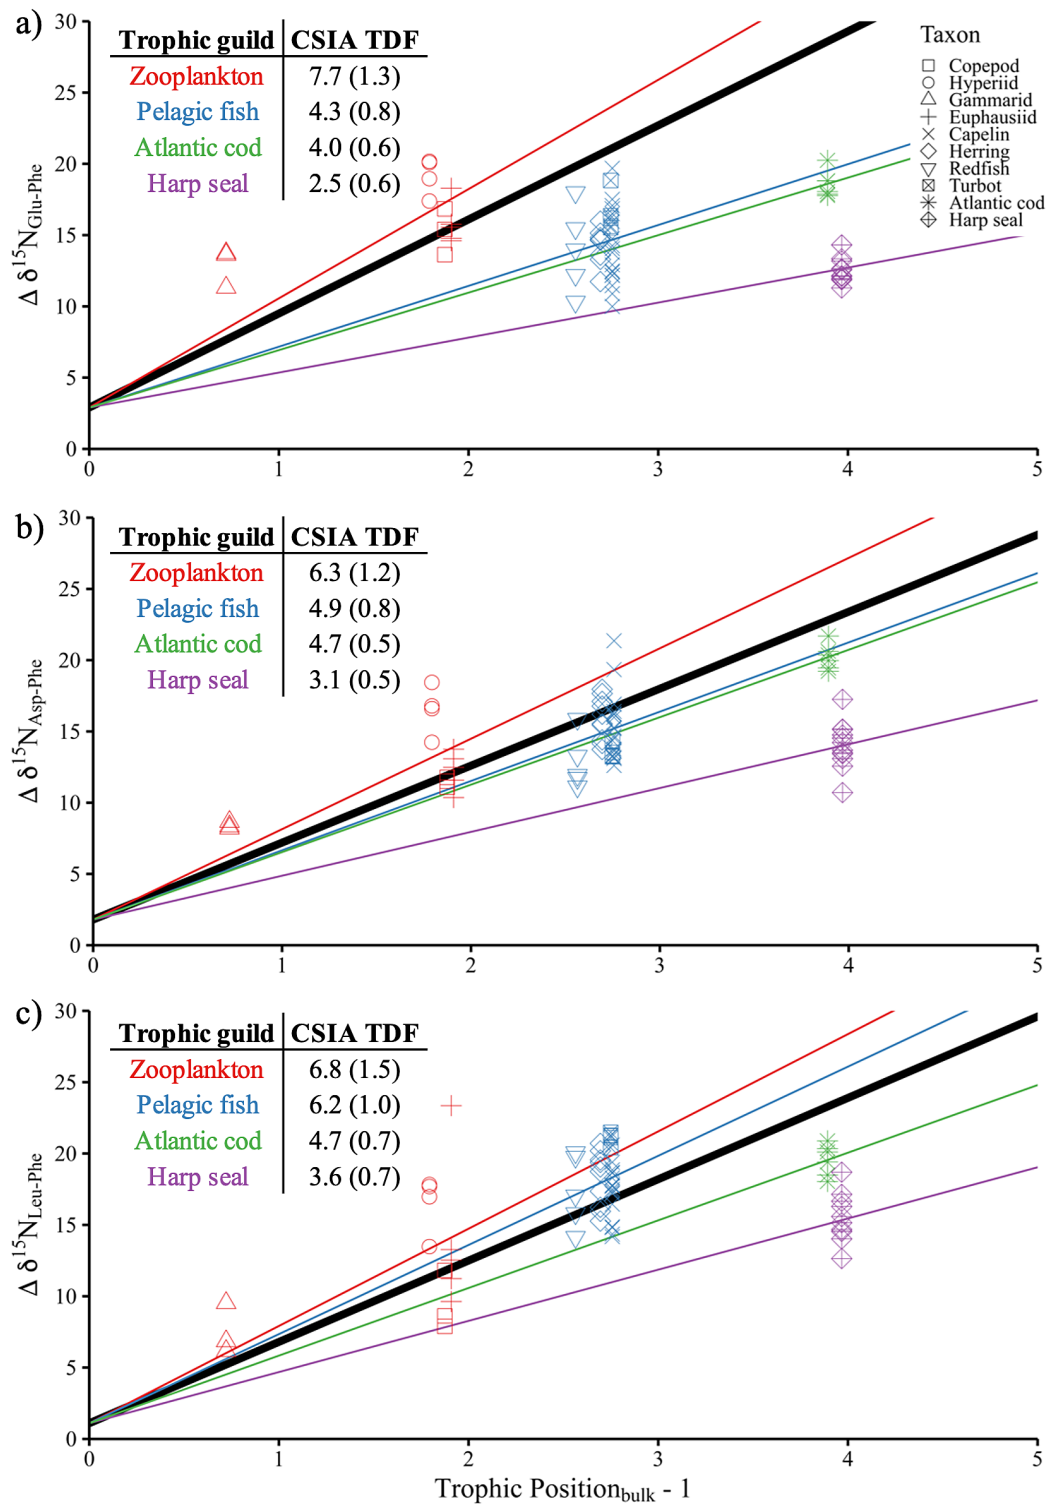 a)
30
25
20
15
10
5
0
Δ δ15NGlu-Phe
Trophic guild CSIA TDF
Zooplankton 7.7 (1.3)
Pelagic fish 4.3 (0.8)
Atlantic cod 4.0 (0.6)
Harp seal 2.5 (0.6)
Taxon
Copepod
Hyperiid
Gammarid
Euphausiid
Capelin
Herring
Redfish
Turbot
Atlantic cod
Harp seal
0 1 2 3 4 5
b)
30
25
20
15
10
5
0
Δ δ15NAsp-Phe
Trophic guild CSIA TDF
Zooplankton 6.3 (1.2)
Pelagic fish 4.9 (0.8)
Atlantic cod 4.7 (0.5)
Harp seal 3.1 (0.5)
0 1 2 3 4 5
c)
30
25
20
15
10
5
0
Δ δ15NLeu-Phe
Trophic guild CSIA TDF
Zooplankton 6.8 (1.5)
Pelagic fish 6.2 (1.0)
Atlantic cod 4.7 (0.7)
Harp seal 3.6 (0.7)
0 1 2 3 4 5
Trophic Positionbulk - 1